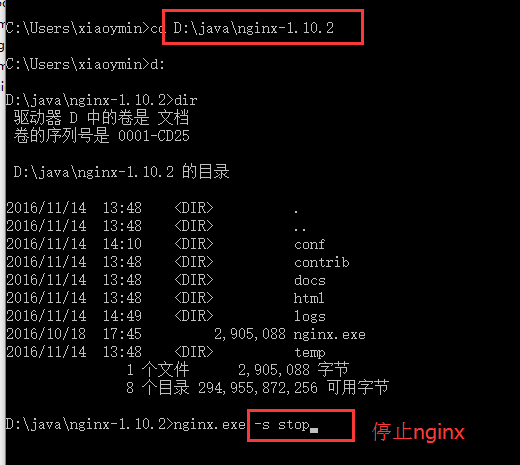 C:\Users\xiaoymin>cd D:\java\nginx-1.10.2
C:\Users\xiaoymin>d:
D:\java\nginx-1.10.2>dir
驱动器 D 中的卷是 文档
卷的序列号是 0001-CD25
D:\java\nginx-1.10.2 的目录
2016/11/14 13:48 <DIR> .
2016/11/14 13:48 <DIR> ..
2016/11/14 14:10 <DIR> conf
2016/11/14 13:48 <DIR> contrib
2016/11/14 13:48 <DIR> docs
2016/11/14 13:48 <DIR> html
2016/11/14 14:49 <DIR> logs
2016/10/18 17:45 2,905,088 nginx.exe
2016/11/14 13:48 <DIR> temp
1 个文件 2,905,088 字节
8 个目录 294,955,872,256 可用字节
D:\java\nginx-1.10.2>nginx.exe -s stop 停止nginx